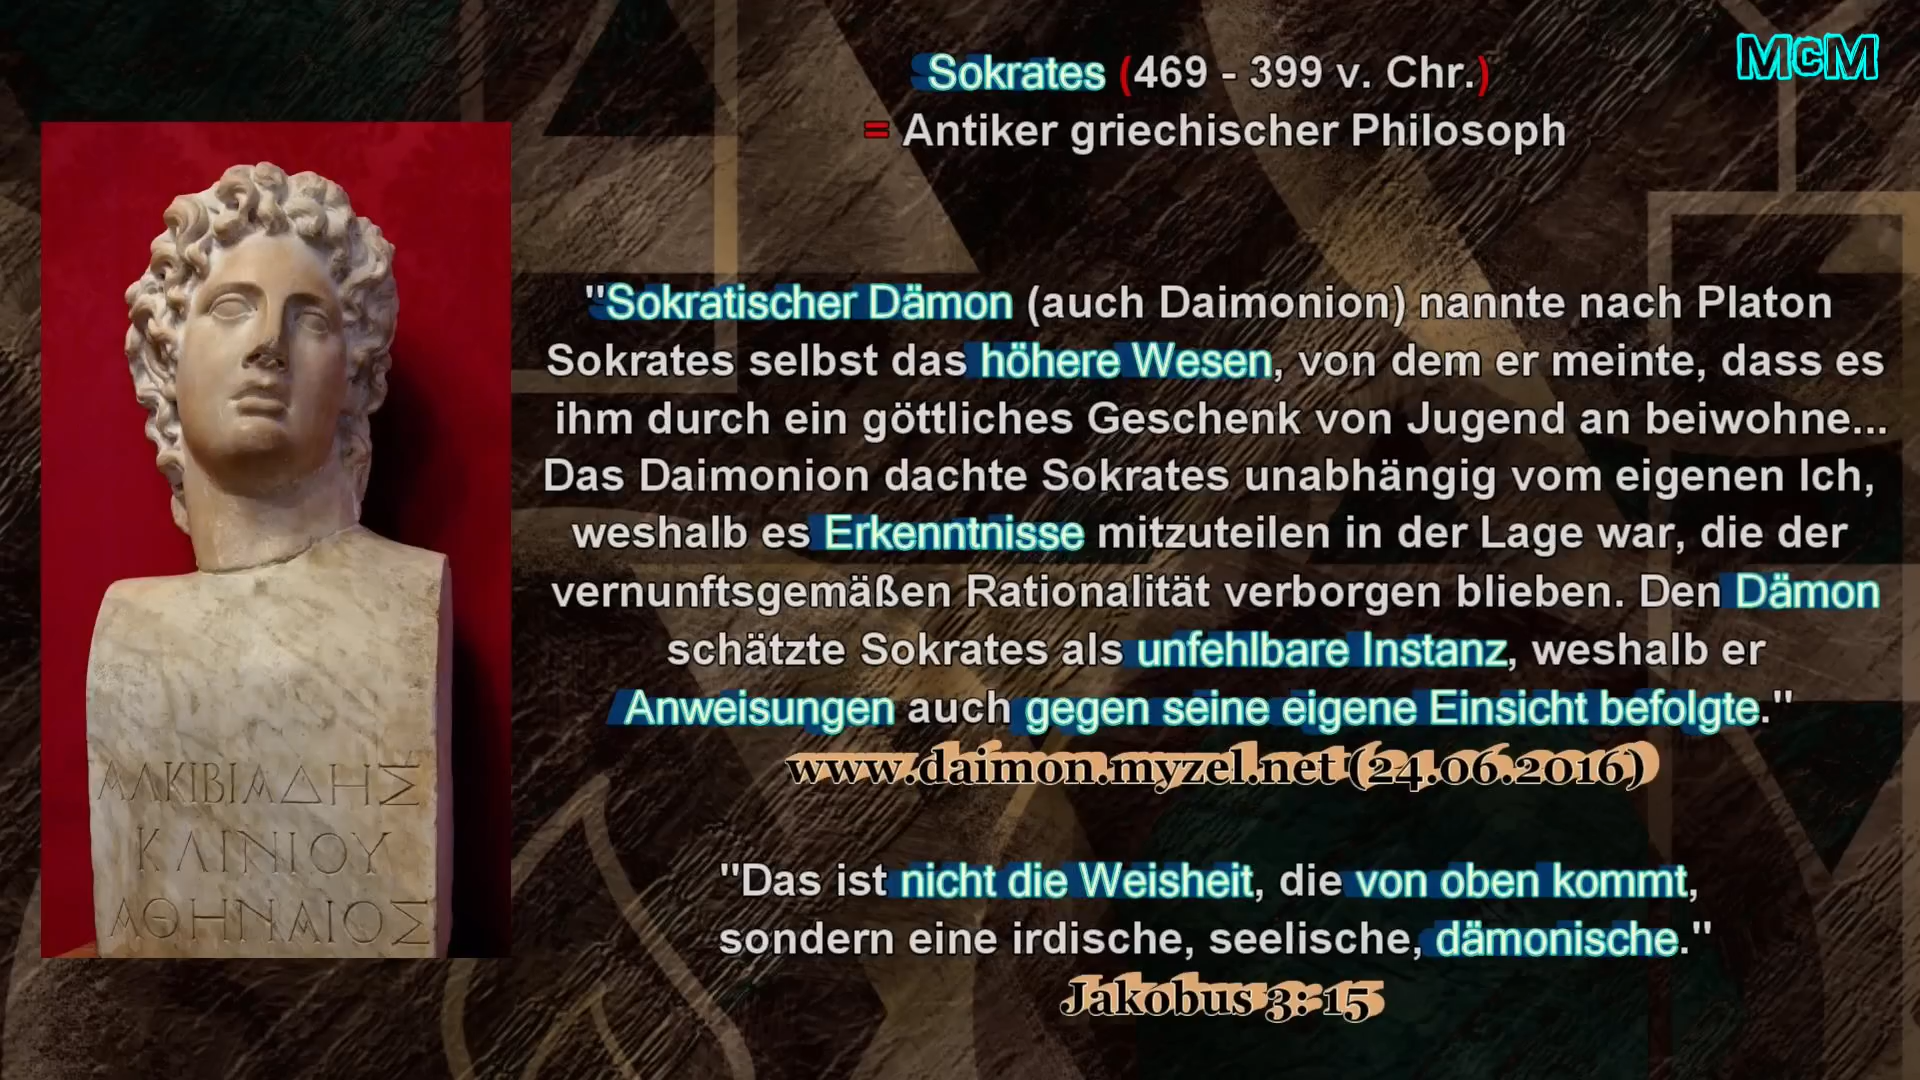 McM
Sokrates (469 - 399 v. Chr.)
= Antiker griechischer Philosoph
"Sokratischer Dämon (auch Daimonion) nannte nach Platon
Sokrates selbst das höhere Wesen, von dem er meinte, dass es
ihm durch ein göttliches Geschenk von Jugend an beiwohne...
Das Daimonion dachte Sokrates unabhängig vom eigenen Ich,
weshalb es Erkenntnisse mitzuteilen in der Lage war, die der
vernunftsgemäßen Rationalität verborgen blieben. Den Dämon
schätzte Sokrates als unfehlbare Instanz, weshalb er
Anweisungen auch gegen seine eigene Einsicht befolgte."
www.daimon.myzel.net (24.06.2016)
"Das ist nicht die Weisheit, die von oben kommt,
sondern eine irdische, seelische, dämonische."
Jakobus 3:15
ΑΛΚΙΒΙΑΔΗΣ
ΚΛΙΝΙΟΥ
ΑΘΗΝΑΙΟΣ